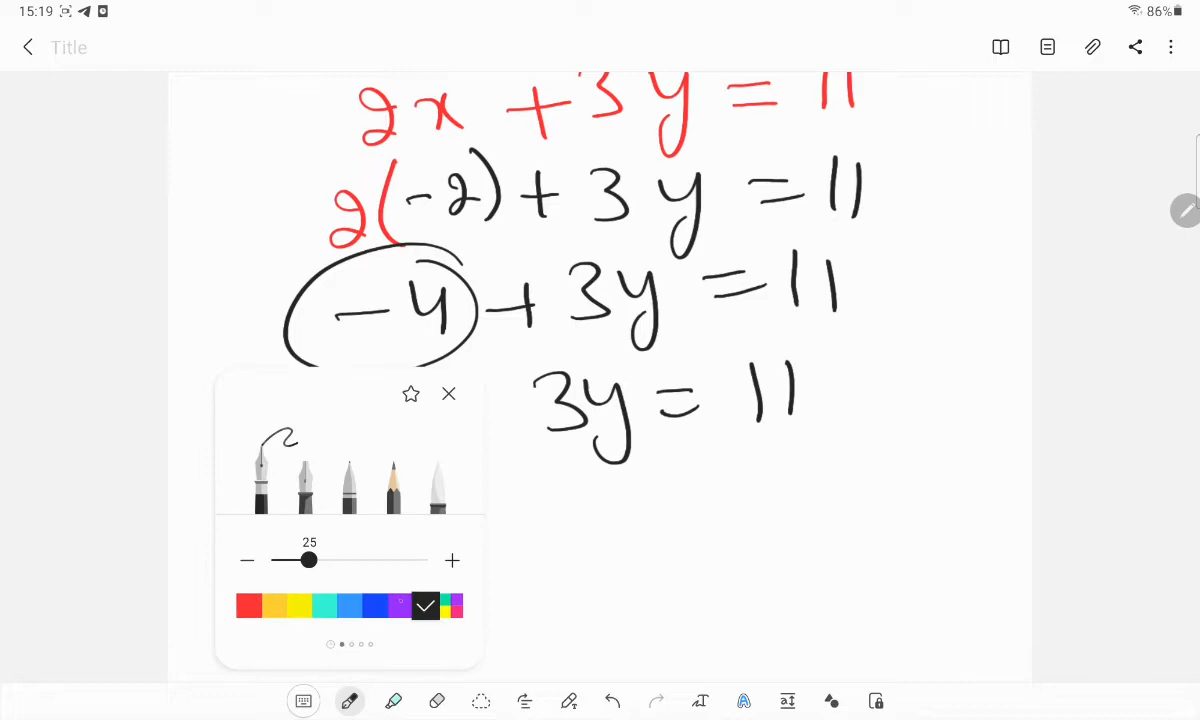 15:19 86%
Title
2x + 3y = 11
2(-2) + 3y = 11
-4 + 3y = 11
3y = 11
25